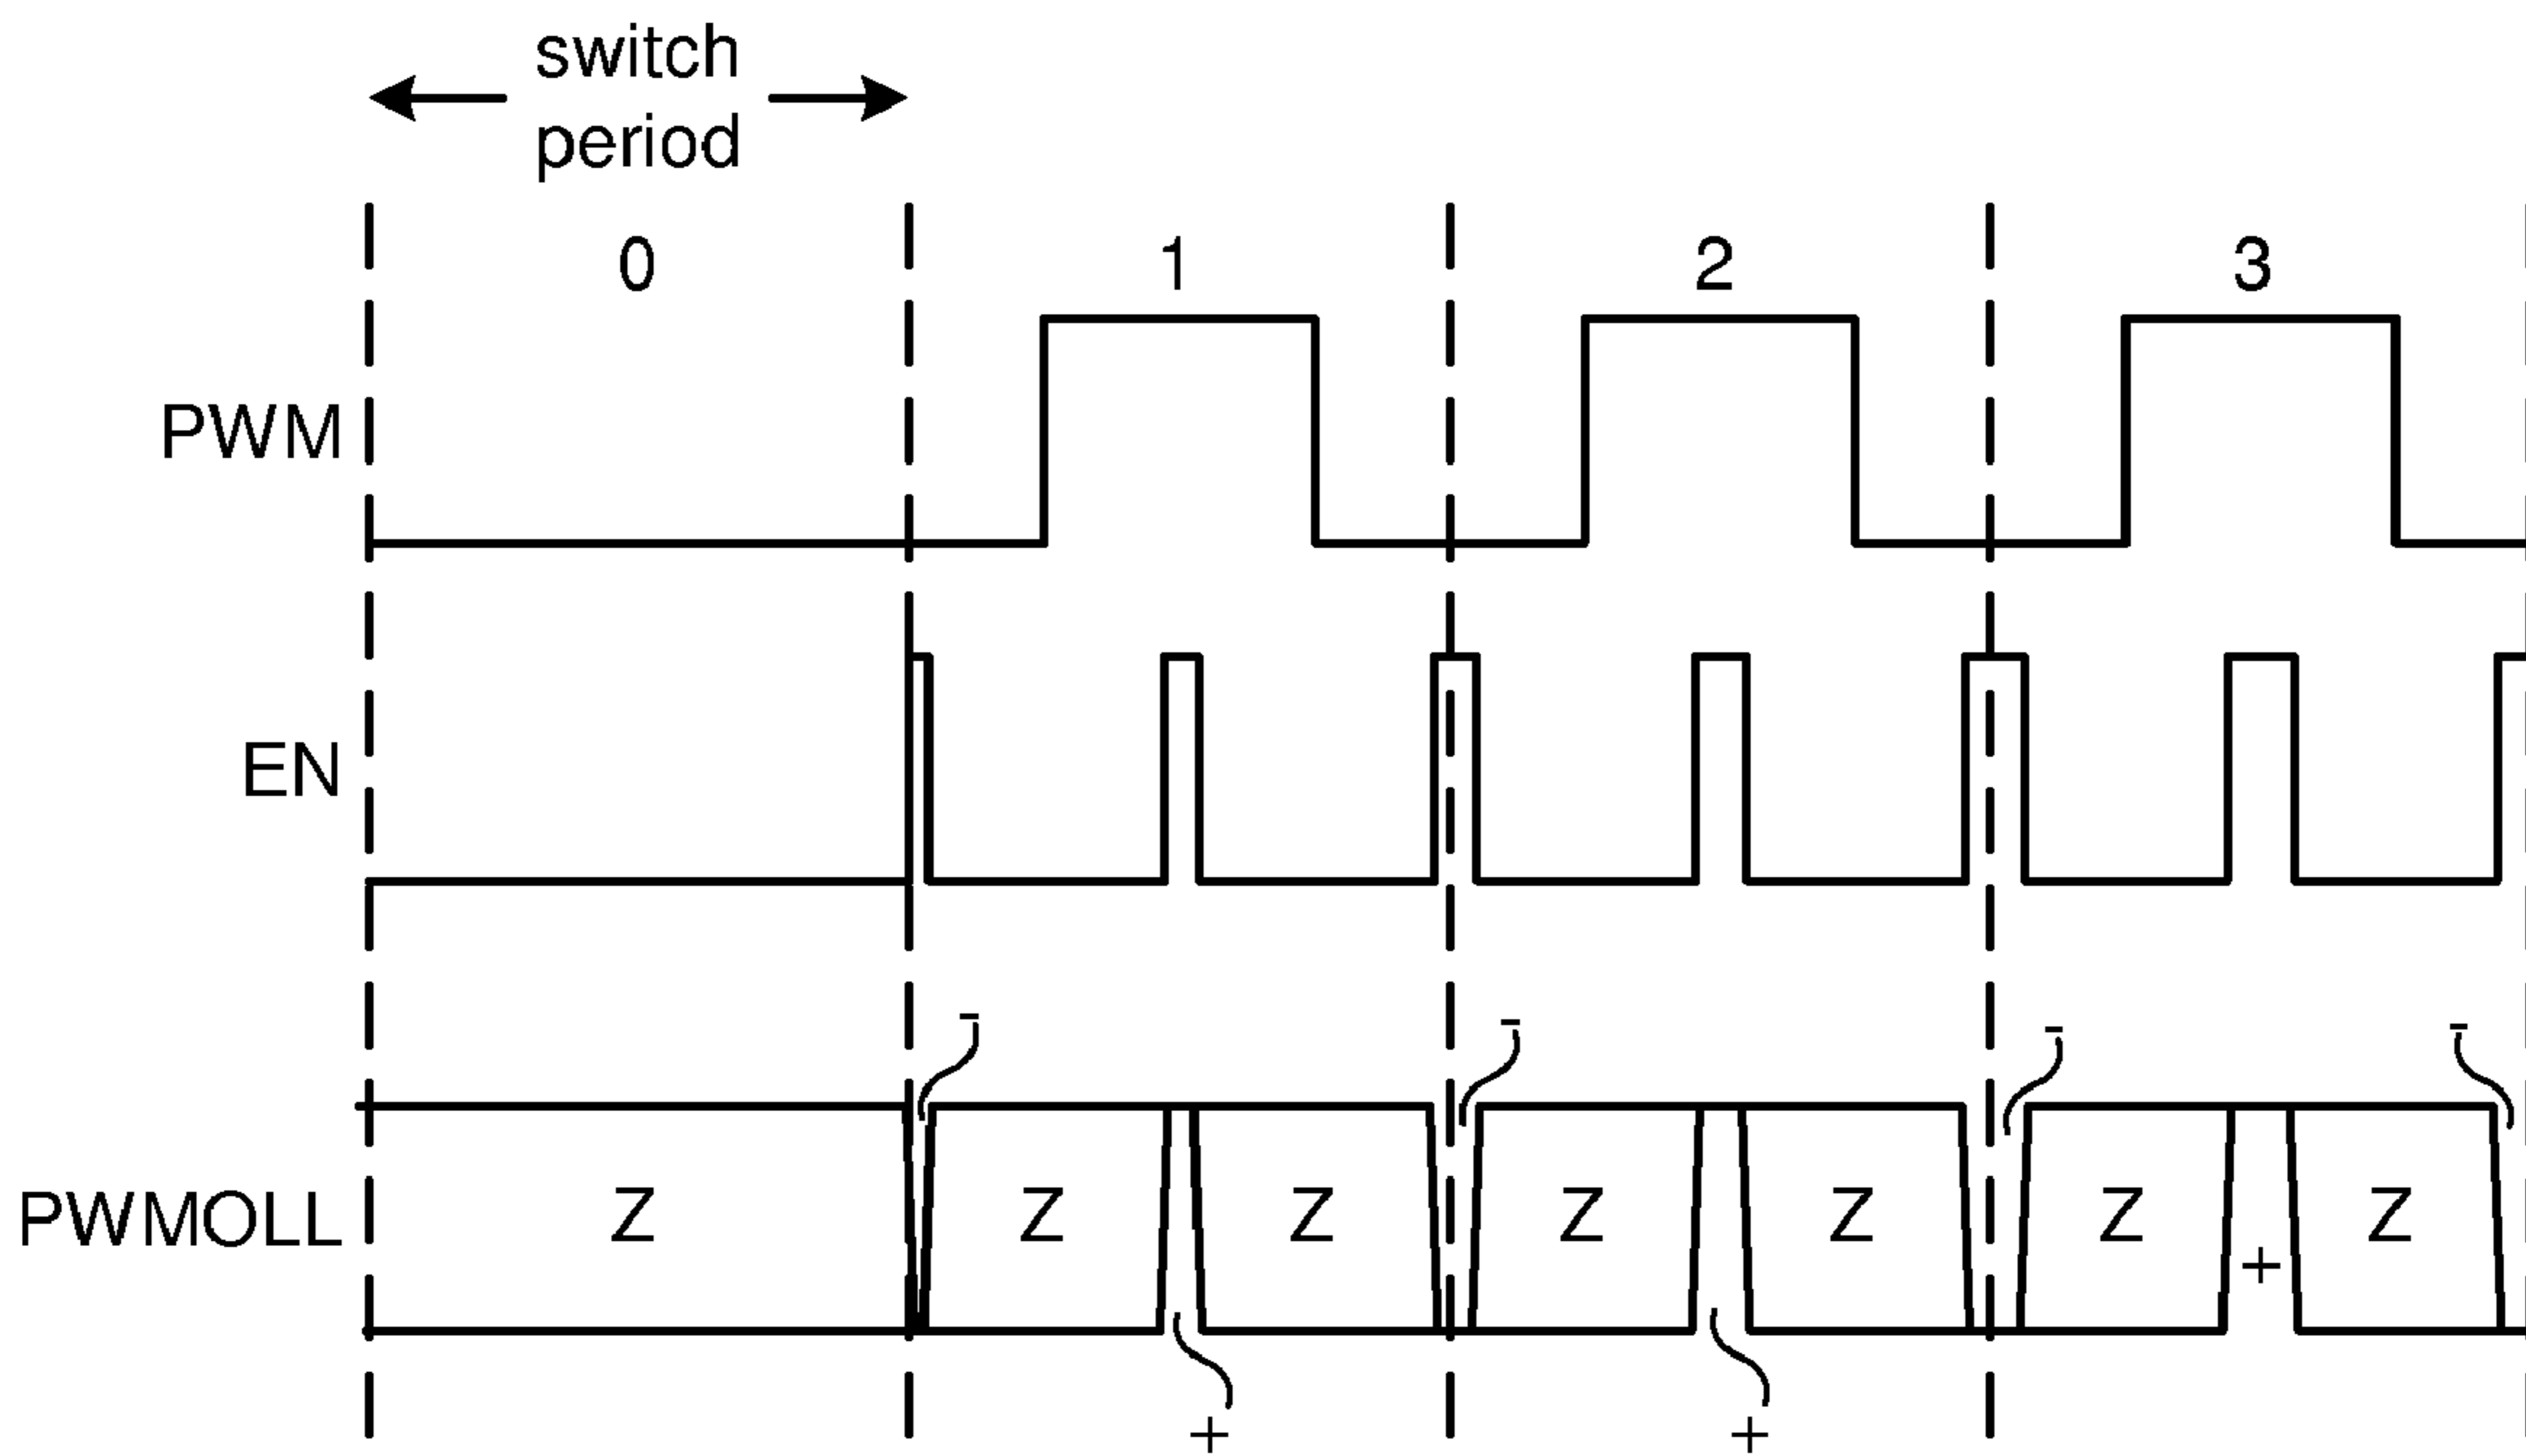 switch
period
0 1 2 3
PWM
EN
- - - -
PWMOLL Z Z Z Z Z Z + Z
+ +